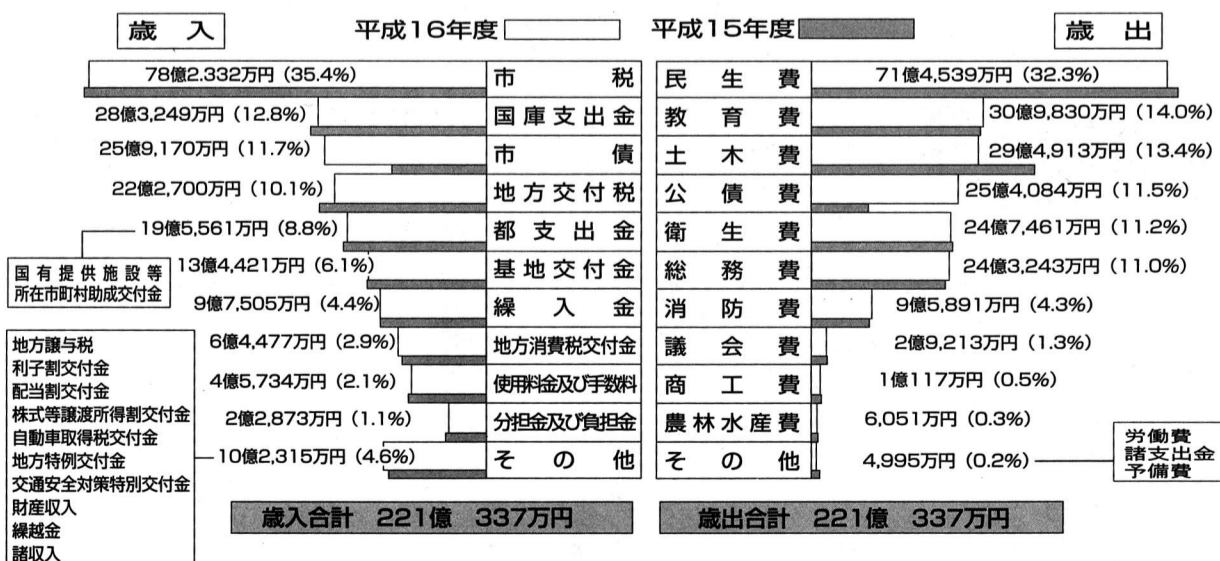 歳入
平成16年度
平成15年度
歳出
78億2.332万円 (35.4%) 市税
28億3,249万円 (12.8%) 国庫支出金
25億9,170万円 (11.7%) 市債
22億2,700万円 (10.1%) 地方交付税
19億5,561万円 (8.8%) 都支出金
13億4,421万円 (6.1%) 基地交付金
9億7,505万円 (4.4%) 繰入金
6億4,477万円 (2.9%) 地方消費税交付金
4億5,734万円 (2.1%) 使用料金及び手数料
2億2,873万円 (1.1%) 分担金及び負担金
10億2,315万円 (4.6%) その他
国有提供施設等
所在市町村助成交付金
地方譲与税
利子割交付金
配当割交付金
株式等譲渡所得割交付金
自動車取得税交付金
地方特例交付金
交通安全対策特別交付金
財産収入
繰越金
諸収入
歳入合計 221億 337万円
民生費 71億4,539万円 (32.3%)
教育費 30億9,830万円 (14.0%)
土木費 29億4,913万円 (13.4%)
公債費 25億4,084万円 (11.5%)
衛生費 24億7,461万円 (11.2%)
総務費 24億3,243万円 (11.0%)
消防費 9億5,891万円 (4.3%)
議会費 2億9,213万円 (1.3%)
商工費 1億117万円 (0.5%)
農林水産費 6,051万円 (0.3%)
その他 4,995万円 (0.2%)
労働費
諸支出金
予備費
歳出合計 221億 337万円